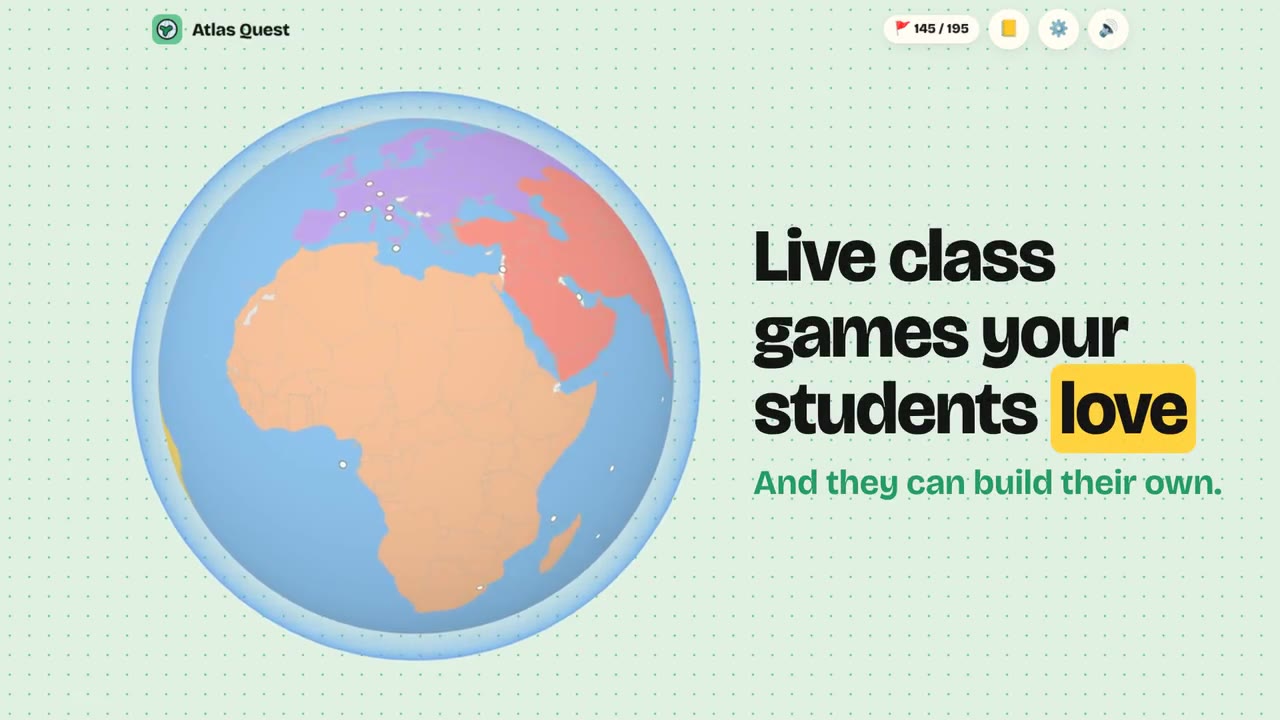 Atlas Quest
145 / 195
Live class
games your
students love
And they can build their own.